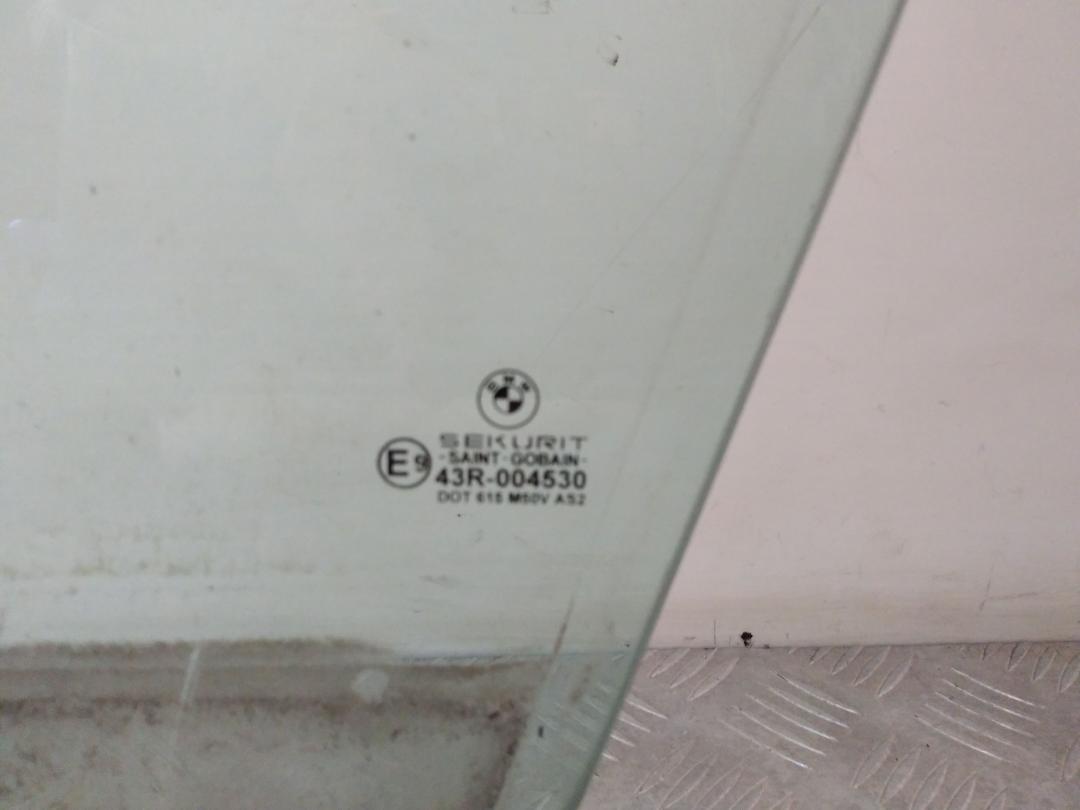 BMW
SEKURIT
·SAINT·GOBAIN·
E9
43R-004530
DOT 615 M50V AS2